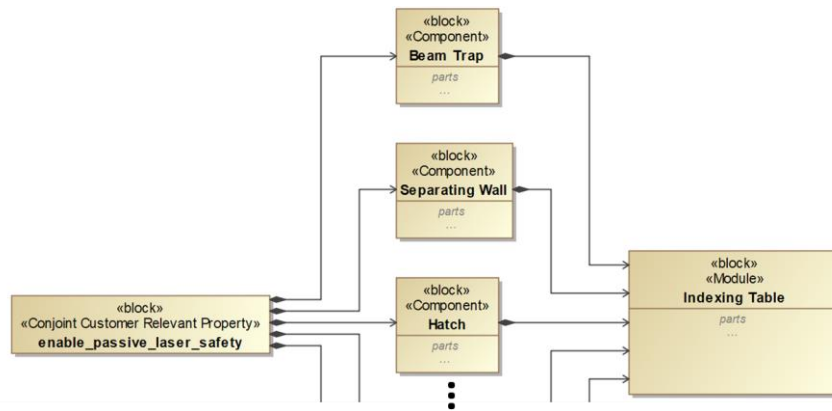 «block»
«Component»
Beam Trap
parts
...
«block»
«Component»
Separating Wall
parts
...
«block»
«Module»
Indexing Table
parts
...
«block»
«Component»
Hatch
parts
...
«block»
«Conjoint Customer Relevant Property»
enable_passive_laser_safety